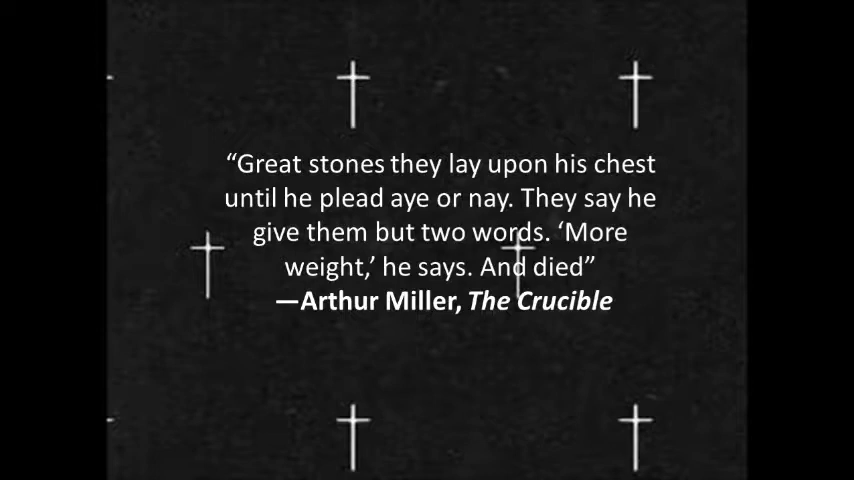 “Great stones they lay upon his chest
until he plead aye or nay. They say he
give them but two words. ‘More
weight,’ he says. And died”
—Arthur Miller, The Crucible